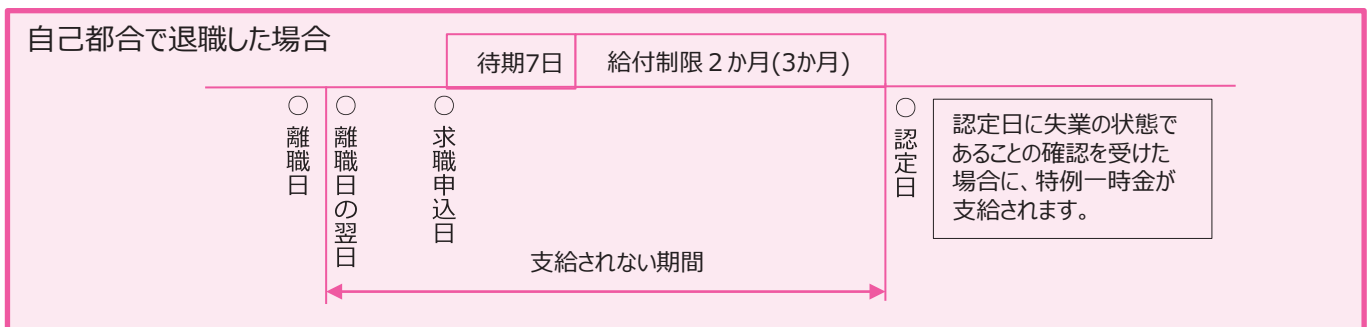 自己都合で退職した場合
待期7日
給付制限２か月(3か月)
○離職日
○離職日の翌日
○求職申込日
○認定日
認定日に失業の状態で
あることの確認を受けた
場合に、特例一時金が
支給されます。
支給されない期間